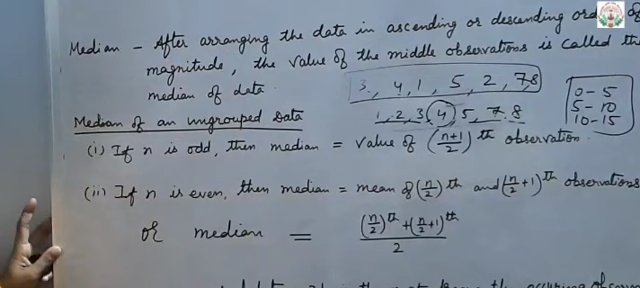 Median - After arranging the data in ascending or descending order of
magnitude, the value of the middle observations is called the
median of data.
3, 4, 1, 5, 2, 7, 8
1, 2, 3, 4, 5, 7, 8
0 - 5
5 - 10
10 - 15
Median of an ungrouped Data
(i) If n is odd, then median = value of (n+1/2)th observation.
(ii) If n is even, then median = mean of (n/2)th and (n/2 + 1)th observations
or median = (n/2)th + (n/2 + 1)th / 2